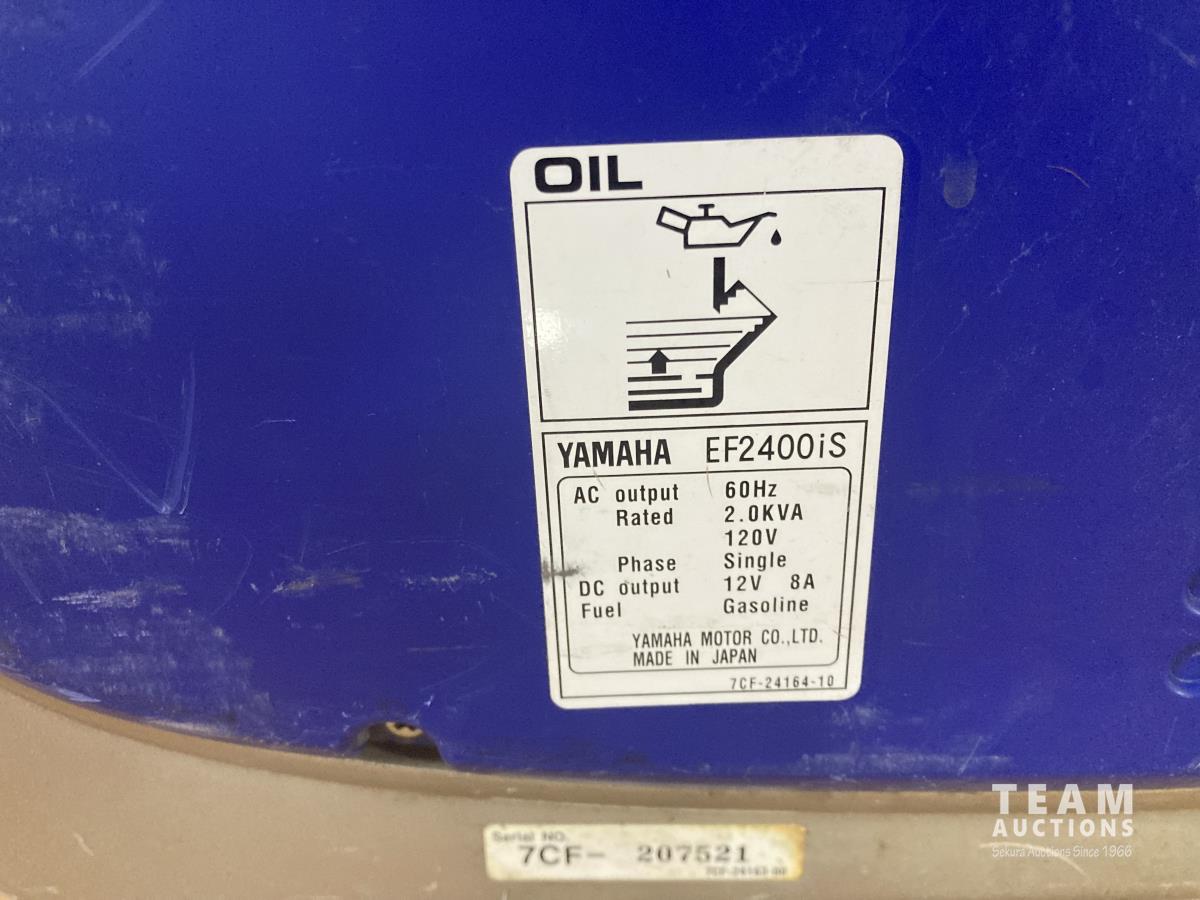 OIL
YAMAHA EF2400iS
AC output 60Hz
Rated 2.0KVA
120V
Phase Single
DC output 12V 8A
Fuel Gasoline
YAMAHA MOTOR CO.,LTD.
MADE IN JAPAN
7CF-24164-10
Serial NO.
7CF- 207521
TEAM
AUCTIONS
Sekura Auctions Since 1966